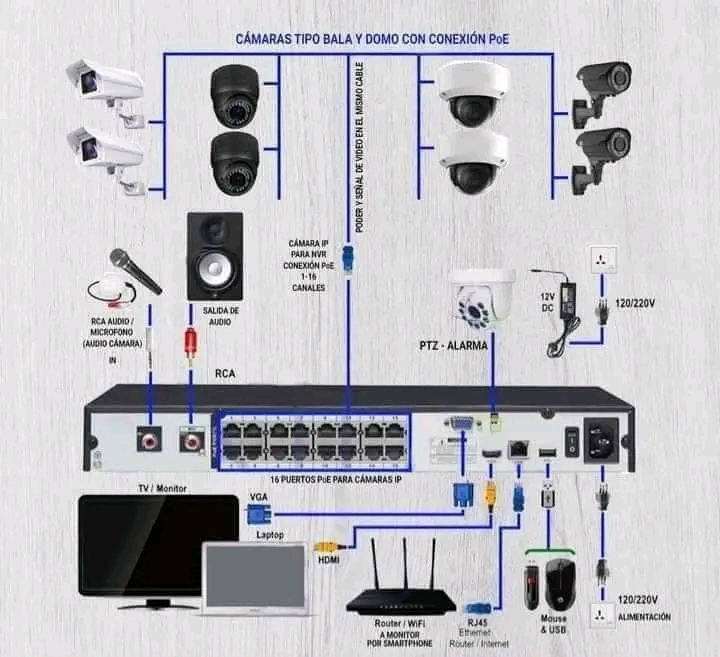 CÁMARAS TIPO BALA Y DOMO CON CONEXIÓN PoE
PODER Y SEÑAL DE VIDEO EN EL MISMO CABLE
CÁMARA IP
PARA NVR
CONEXIÓN PoE
1-16
CANALES
RCA AUDIO /
MICROFONO
(AUDIO CÁMARA)
IN
SALIDA DE
AUDIO
RCA
PTZ - ALARMA
12V
DC
120/220V
PoE PORTS
16 PUERTOS PoE PARA CÁMARAS IP
TV / Monitor
VGA
Laptop
HDMI
Router / WiFi
A MONITOR
POR SMARTPHONE
RJ45
Ethernet
Router / Internet
Mouse
& USB
120/220V
ALIMENTACIÓN